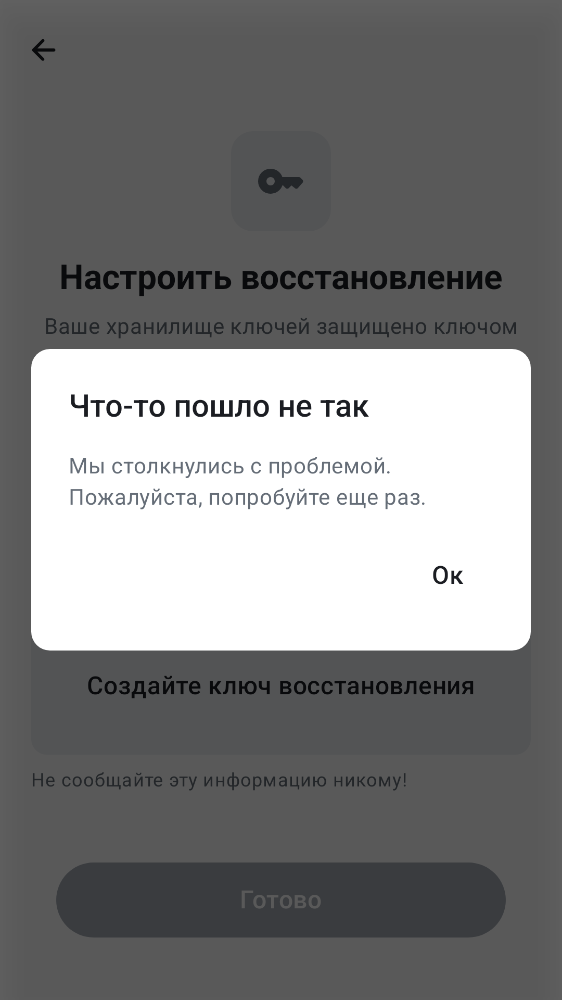 Настроить восстановление
Ваше хранилище ключей защищено ключом
Что-то пошло не так
Мы столкнулись с проблемой.
Пожалуйста, попробуйте еще раз.
Ок
Создайте ключ восстановления
Не сообщайте эту информацию никому!
Готово